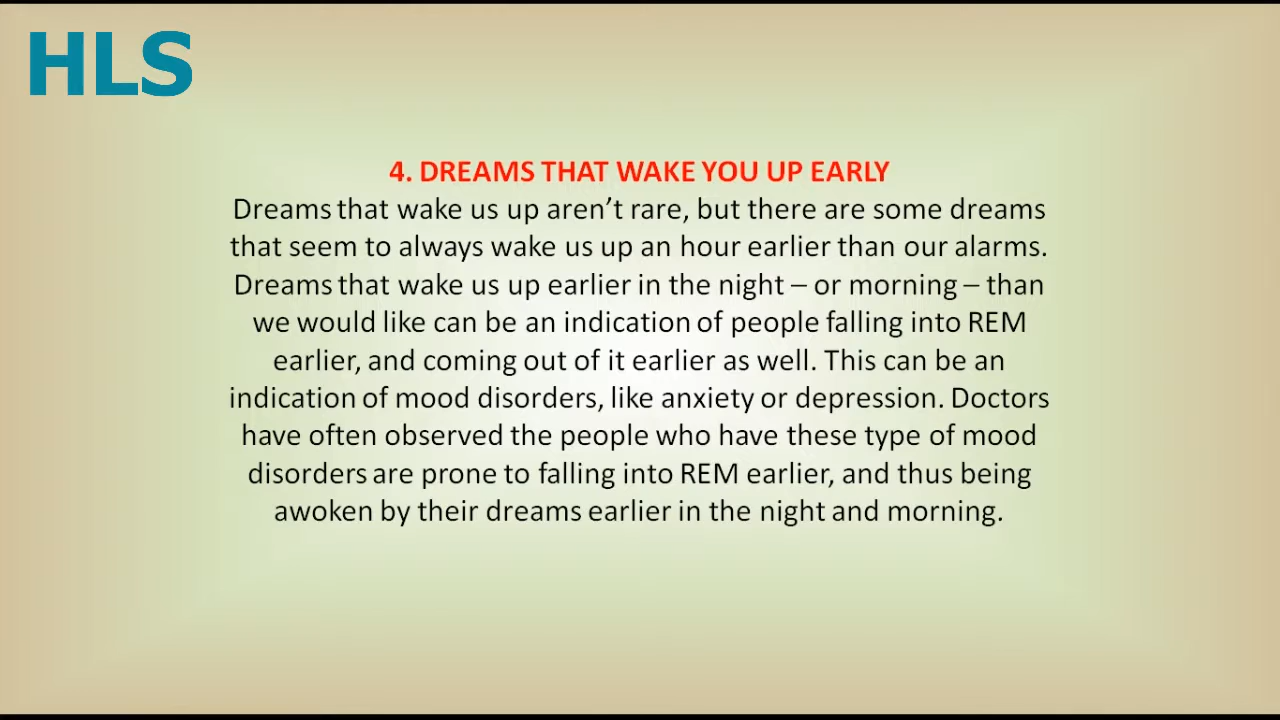 HLS
4. DREAMS THAT WAKE YOU UP EARLY
Dreams that wake us up aren’t rare, but there are some dreams
that seem to always wake us up an hour earlier than our alarms.
Dreams that wake us up earlier in the night – or morning – than
we would like can be an indication of people falling into REM
earlier, and coming out of it earlier as well. This can be an
indication of mood disorders, like anxiety or depression. Doctors
have often observed the people who have these type of mood
disorders are prone to falling into REM earlier, and thus being
awoken by their dreams earlier in the night and morning.